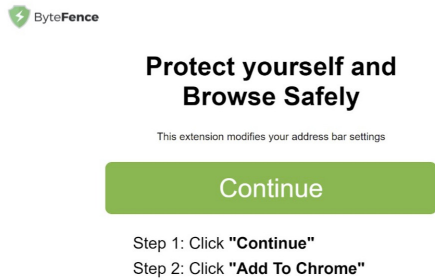 ByteFence
Protect yourself and
Browse Safely
This extension modifies your address bar settings
Continue
Step 1: Click "Continue"
Step 2: Click "Add To Chrome"